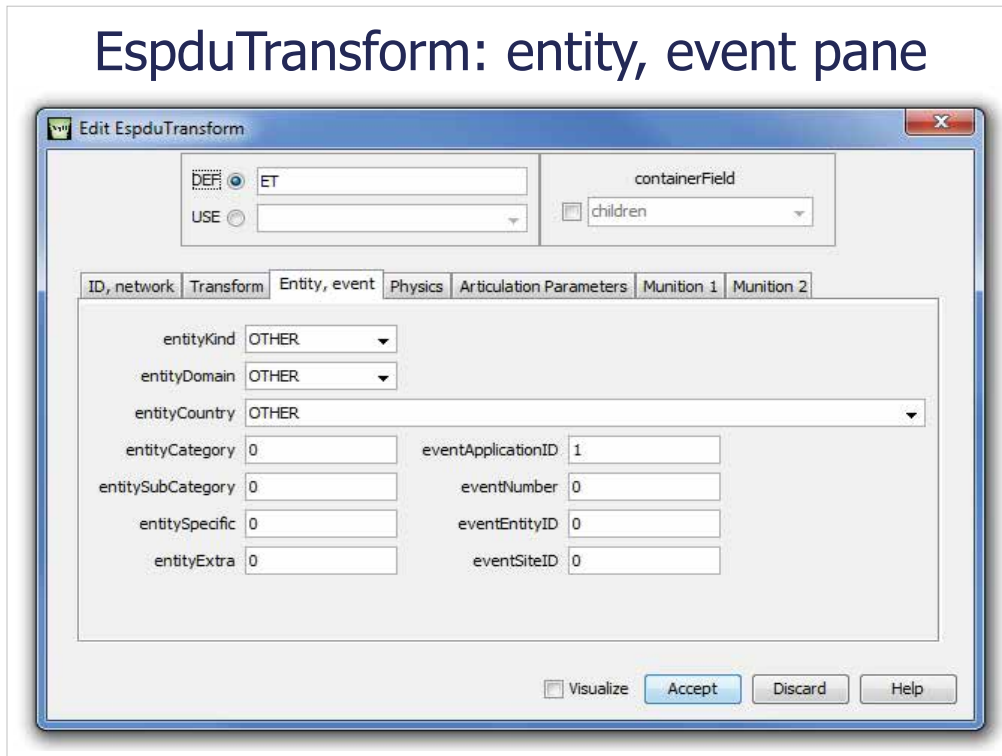 EspduTransform: entity, event pane
Edit EspduTransform
DEF ET
containerField
USE
children
ID, network Transform Entity, event Physics Articulation Parameters Munition 1 Munition 2
entityKind OTHER
entityDomain OTHER
entityCountry OTHER
entityCategory 0 eventApplicationID 1
entitySubCategory 0 eventNumber 0
entitySpecific 0 eventEntityID 0
entityExtra 0 eventSiteID 0
Visualize Accept Discard Help